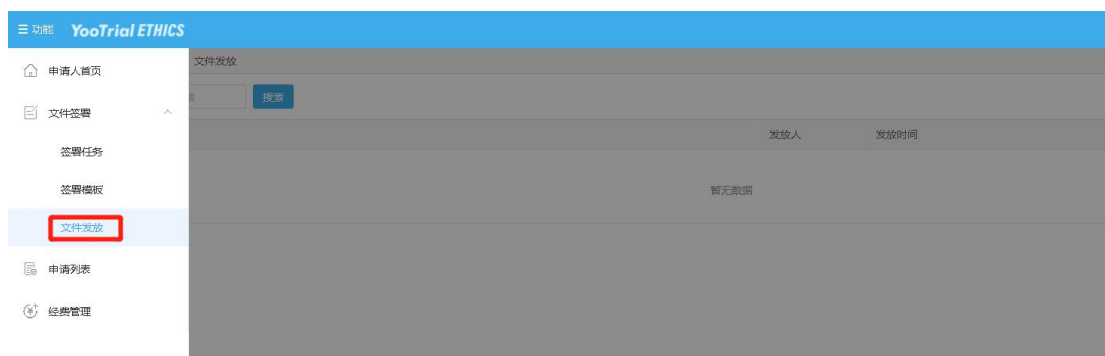 功能 YooTrial ETHICS
申请人首页
文件发放
搜索
文件签署
发放人 发放时间
签署任务
签署模板
暂无数据
文件发放
申请列表
经费管理